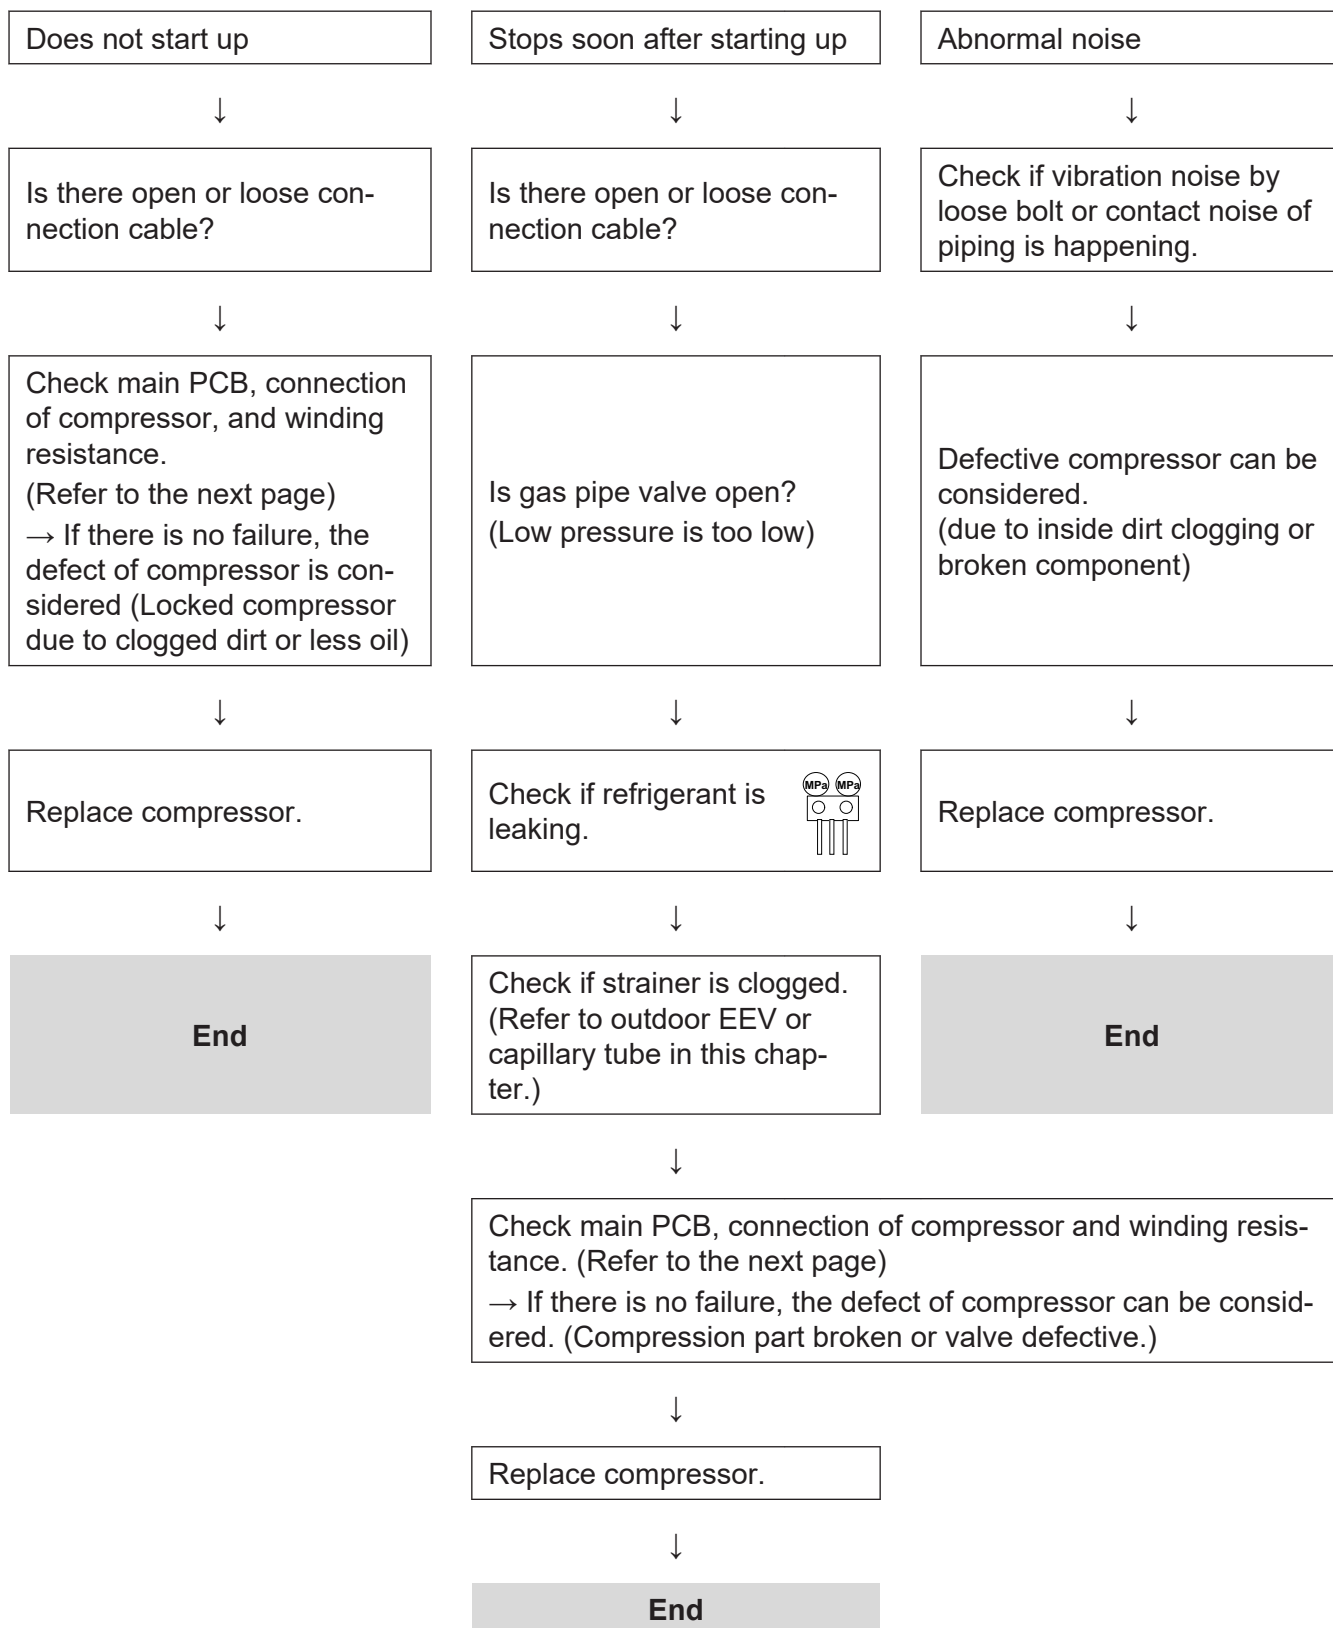 Does not start up
Stops soon after starting up
Abnormal noise
↓
↓
↓
Is there open or loose con-
nection cable?
Is there open or loose con-
nection cable?
Check if vibration noise by
loose bolt or contact noise of
piping is happening.
↓
↓
↓
Check main PCB, connection
of compressor, and winding
resistance.
(Refer to the next page)
→ If there is no failure, the
defect of compressor is con-
sidered (Locked compressor
due to clogged dirt or less oil)
Is gas pipe valve open?
(Low pressure is too low)
Defective compressor can be
considered.
(due to inside dirt clogging or
broken component)
↓
↓
↓
Replace compressor.
Check if refrigerant is
leaking.
MPa MPa
Replace compressor.
↓
↓
↓
End
Check if strainer is clogged.
(Refer to outdoor EEV or
capillary tube in this chap-
ter.)
End
↓
Check main PCB, connection of compressor and winding resis-
tance. (Refer to the next page)
→ If there is no failure, the defect of compressor can be consid-
ered. (Compression part broken or valve defective.)
↓
Replace compressor.
↓
End